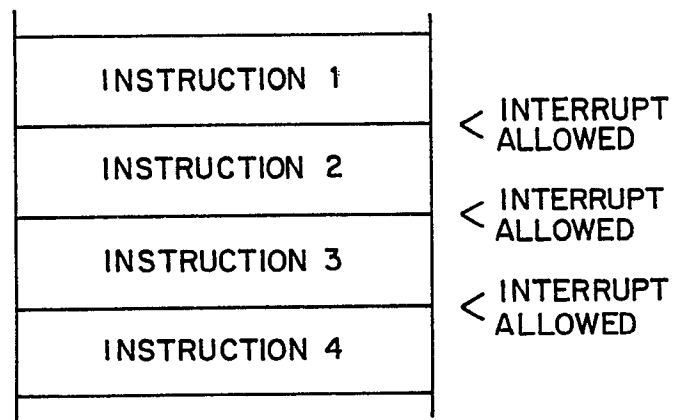 INSTRUCTION 1
< INTERRUPT
ALLOWED
INSTRUCTION 2
< INTERRUPT
ALLOWED
INSTRUCTION 3
< INTERRUPT
ALLOWED
INSTRUCTION 4